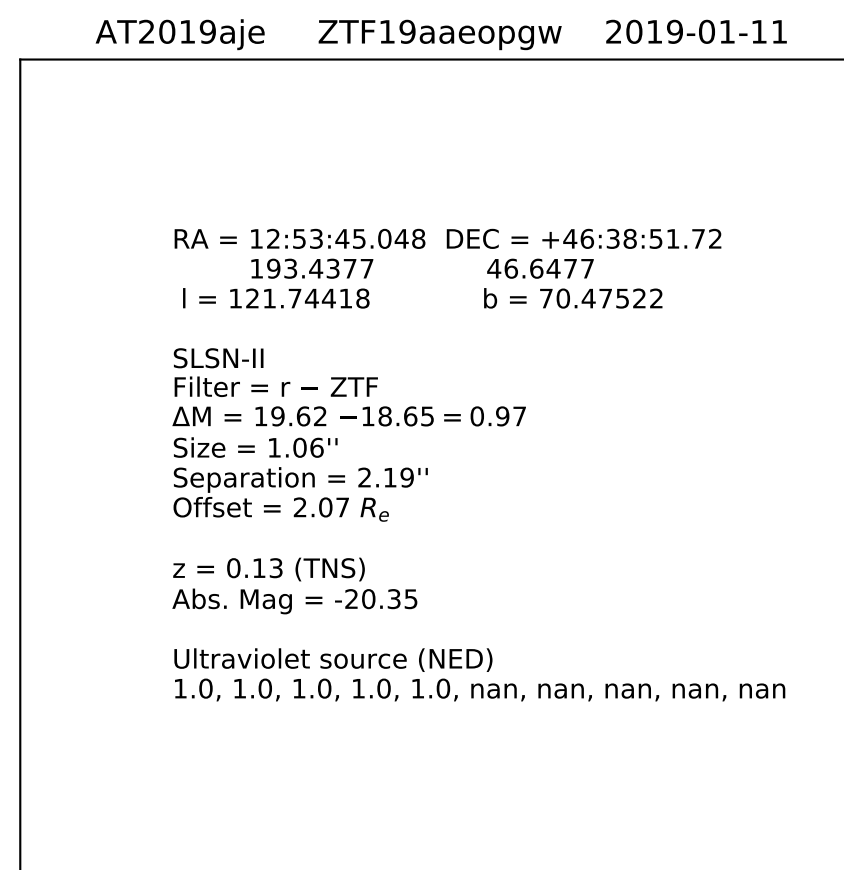 AT2019aje ZTF19aaeopgw 2019-01-11
RA = 12:53:45.048 DEC = +46:38:51.72
193.4377 46.6477
l = 121.74418 b = 70.47522
SLSN-II
Filter = r − ZTF
ΔM = 19.62 −18.65 = 0.97
Size = 1.06''
Separation = 2.19''
Offset = 2.07 Re
z = 0.13 (TNS)
Abs. Mag = -20.35
Ultraviolet source (NED)
1.0, 1.0, 1.0, 1.0, 1.0, nan, nan, nan, nan, nan